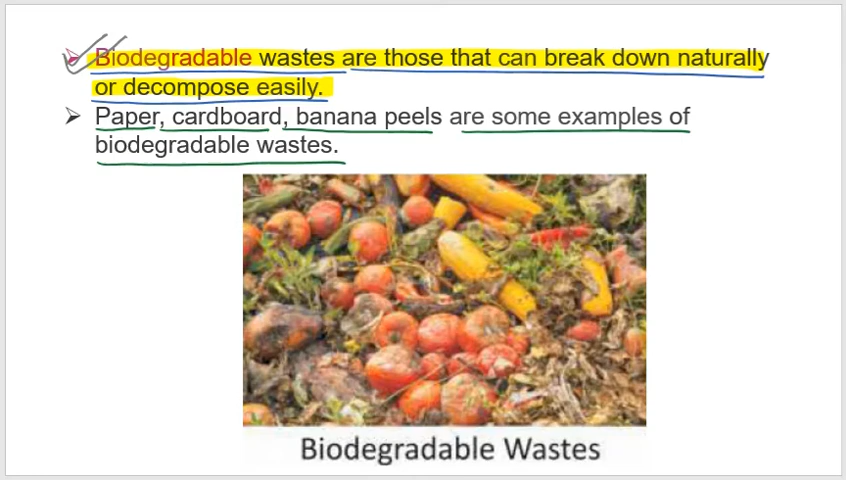 Biodegradable wastes are those that can break down naturally
or decompose easily.
Paper, cardboard, banana peels are some examples of
biodegradable wastes.
Biodegradable Wastes